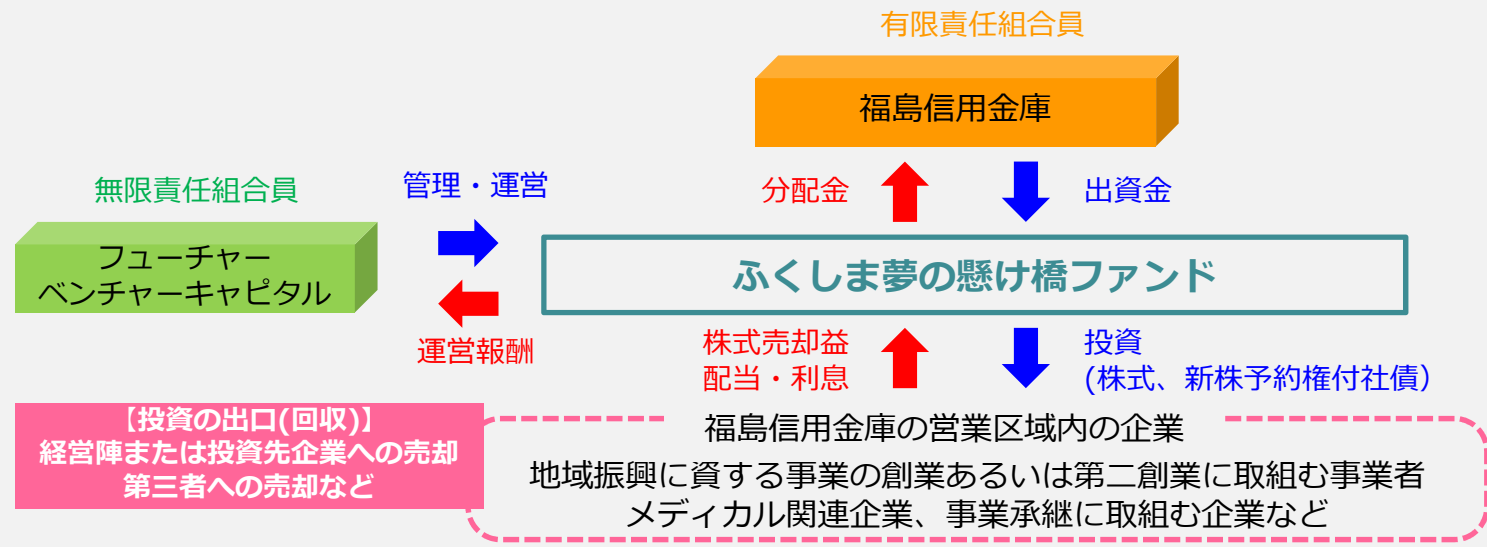 有限責任組合員
福島信用金庫
無限責任組合員
管理・運営
分配金
出資金
フューチャー
ベンチャーキャピタル
ふくしま夢の懸け橋ファンド
運営報酬
株式売却益
配当・利息
投資
(株式、新株予約権付社債）
【投資の出口(回収)】
経営陣または投資先企業への売却
第三者への売却など
福島信用金庫の営業区域内の企業
地域振興に資する事業の創業あるいは第二創業に取組む事業者
メディカル関連企業、事業承継に取組む企業など